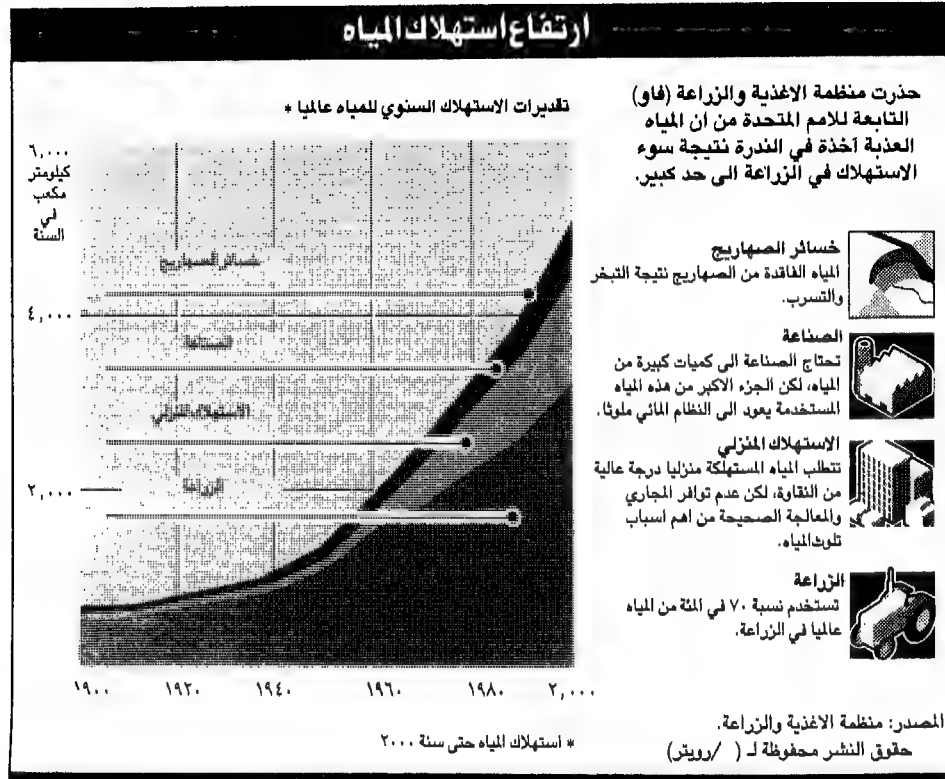 ارتفاع استهلاك المياه
حذرت منظمة الاغذية والزراعة (فاو)
التابعة للامم المتحدة من ان المياه
العذبة آخذة في الندرة نتيجة سوء
الاستهلاك في الزراعة الى حد كبير.
خسائر الصهاريج
المياه الفاقدة من الصهاريج نتيجة التبخر
والتسرب.
الصناعة
تحتاج الصناعة الى كميات كبيرة من
المياه، لكن الجزء الاكبر من هذه المياه
المستخدمة يعود الى النظام المائي ملوثا.
الاستهلاك المنزلي
تتطلب المياه المستهلكة منزليا درجة عالية
من النقاوة، لكن عدم توافر المجاري
والمعالجة الصحيحة من اهم اسباب
تلوث المياه.
الزراعة
تستخدم نسبة ٧٠ في المئة من المياه
عالميا في الزراعة.
المصدر: منظمة الاغذية والزراعة.
حقوق النشر محفوظة لـ ( /رويتر)
تقديرات الاستهلاك السنوي للمياه عالميا *
٦,٠٠٠
كيلومتر
مكعب
في
السنة
خسائر الصهاريج
٤,٠٠٠
الصناعة
الاستهلاك المنزلي
٢,٠٠٠
الزراعة
١٩٠٠ ١٩٢٠ ١٩٤٠ ١٩٦٠ ١٩٨٠ ٢,٠٠٠
* استهلاك المياه حتى سنة ٢٠٠٠